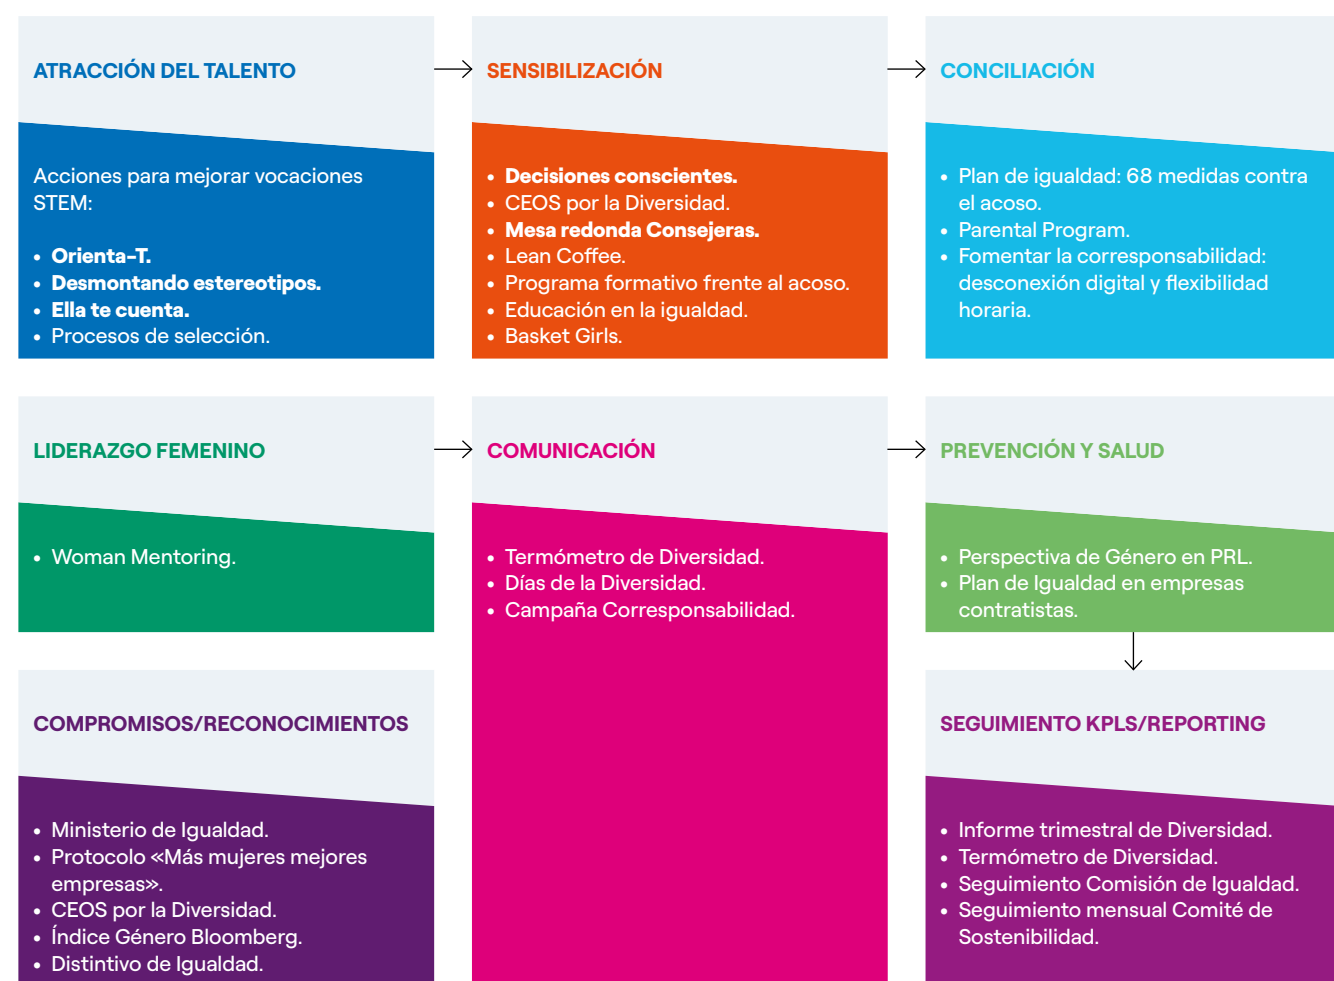 ATRACCIÓN DEL TALENTO
Acciones para mejorar vocaciones
STEM:
• Orienta-T.
• Desmontando estereotipos.
• Ella te cuenta.
• Procesos de selección.
SENSIBILIZACIÓN
• Decisiones conscientes.
• CEOS por la Diversidad.
• Mesa redonda Consejeras.
• Lean Coffee.
• Programa formativo frente al acoso.
• Educación en la igualdad.
• Basket Girls.
CONCILIACIÓN
• Plan de igualdad: 68 medidas contra
el acoso.
• Parental Program.
• Fomentar la corresponsabilidad:
desconexión digital y flexibilidad
horaria.
LIDERAZGO FEMENINO
• Woman Mentoring.
COMUNICACIÓN
• Termómetro de Diversidad.
• Días de la Diversidad.
• Campaña Corresponsabilidad.
PREVENCIÓN Y SALUD
• Perspectiva de Género en PRL.
• Plan de Igualdad en empresas
contratistas.
COMPROMISOS/RECONOCIMIENTOS
• Ministerio de Igualdad.
• Protocolo «Más mujeres mejores
empresas».
• CEOS por la Diversidad.
• Índice Género Bloomberg.
• Distintivo de Igualdad.
SEGUIMIENTO KPLS/REPORTING
• Informe trimestral de Diversidad.
• Termómetro de Diversidad.
• Seguimiento Comisión de Igualdad.
• Seguimiento mensual Comité de
Sostenibilidad.